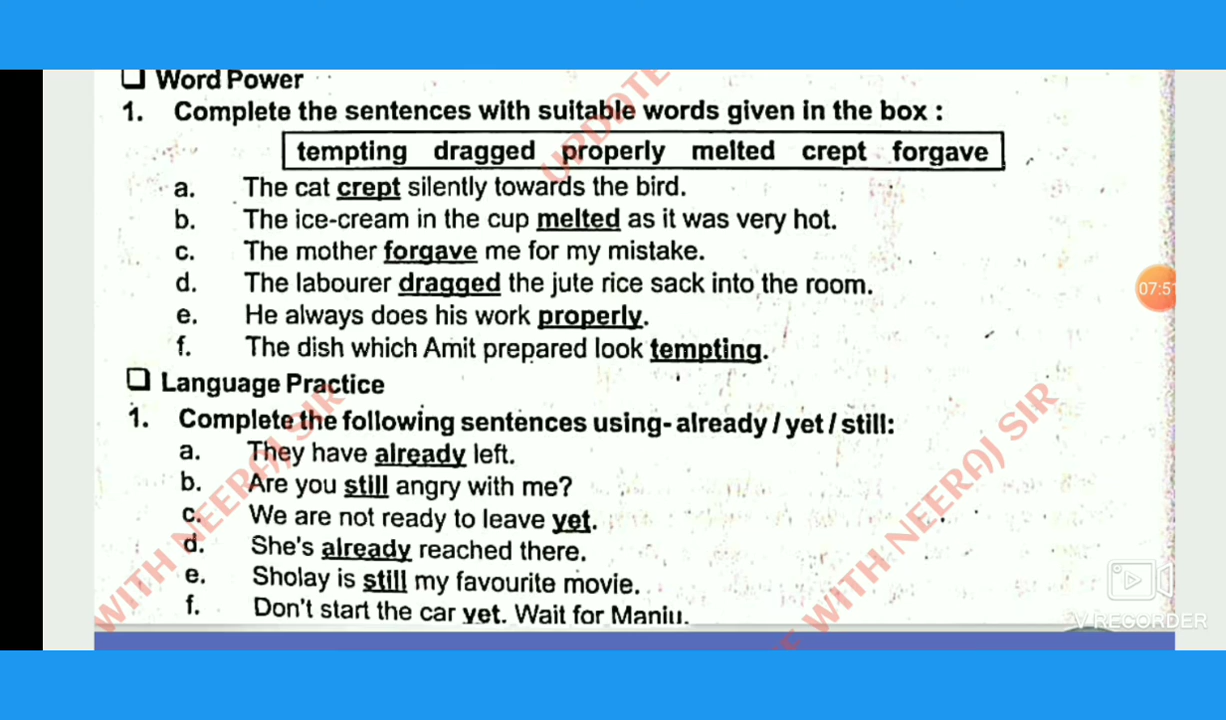 Word Power
1. Complete the sentences with suitable words given in the box :
tempting dragged properly melted crept forgave
a. The cat crept silently towards the bird.
b. The ice-cream in the cup melted as it was very hot.
c. The mother forgave me for my mistake.
d. The labourer dragged the jute rice sack into the room.
e. He always does his work properly.
f. The dish which Amit prepared look tempting.
Language Practice
1. Complete the following sentences using- already / yet / still:
a. They have already left.
b. Are you still angry with me?
c. We are not ready to leave yet.
d. She's already reached there.
e. Sholay is still my favourite movie.
f. Don't start the car yet. Wait for Manju.
UPDATE
WITH NEERAJ SIR
WITH NEERAJ SIR
07:51
V RECORDER